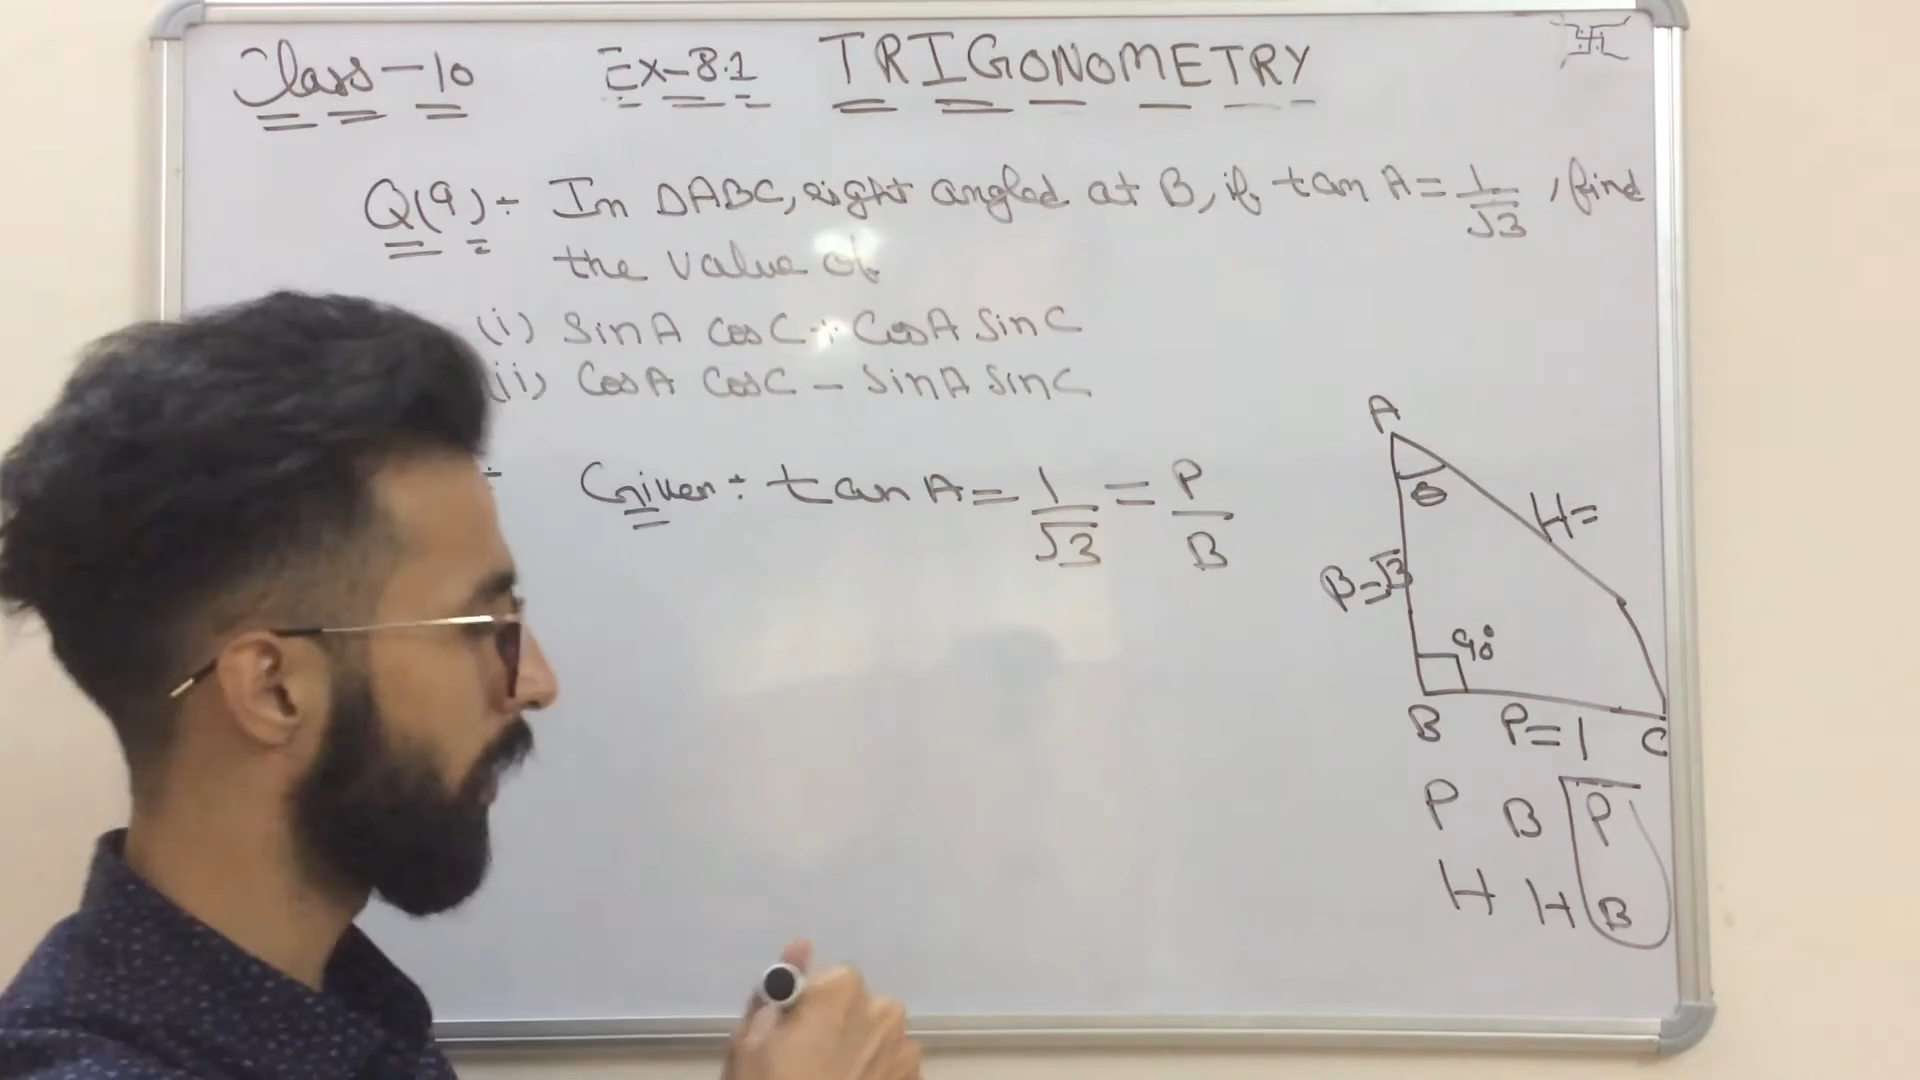 Class-10 Ex-8.1 TRIGONOMETRY
Q(9)÷ In ΔABC, right angled at B, if tan A = 1/√3, find
the value of
(i) SinA CosC + CosA SinC
(ii) CosA CosC - SinA SinC
Given÷ tan A = 1/√3 = P/B
A
θ
H=
B=√3
90°
B P=1 C
P B P
H H B